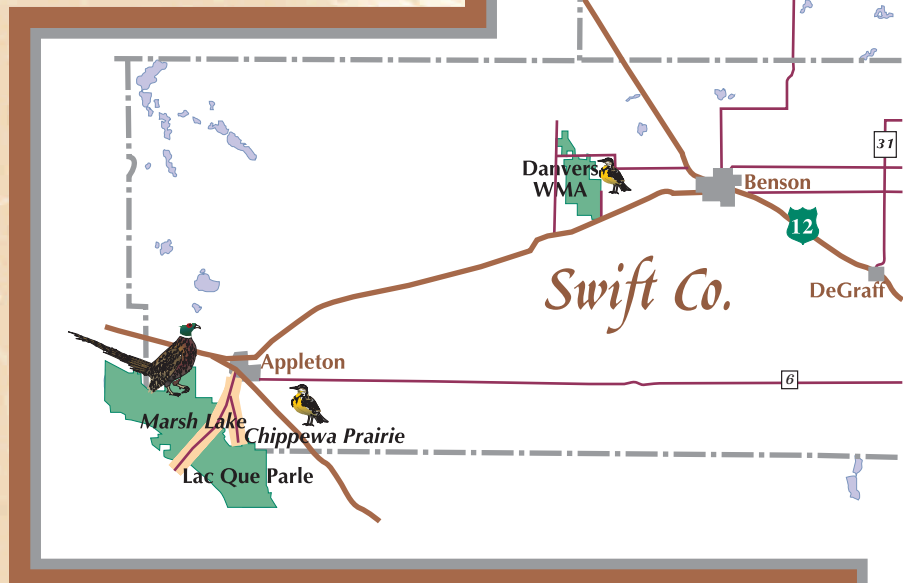 31
Danvers
WMA
Benson
12
Swift Co.
DeGraff
Appleton
6
Marsh Lake
Chippewa Prairie
Lac Que Parle